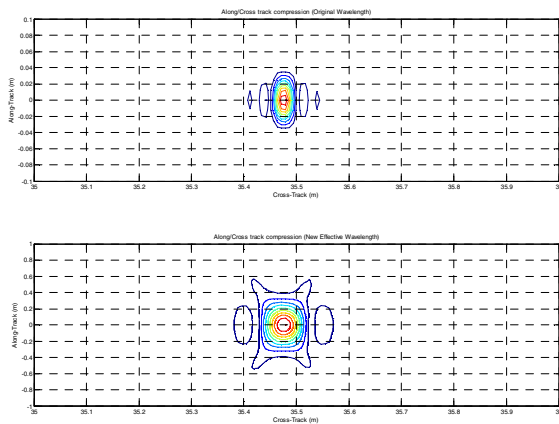 Along/Cross track compression (Original Wavelength)
0.1
0.08
0.06
0.04
0.02
0
-0.02
-0.04
-0.06
-0.08
-0.1
Along-Track (m)
35 35.1 35.2 35.3 35.4 35.5 35.6 35.7 35.8 35.9
Cross-Track (m)
Along/Cross track compression (New Effective Wavelength)
1
0.8
0.6
0.4
0.2
0
-0.2
-0.4
-0.6
-0.8
-1
Along-Track (m)
35 35.1 35.2 35.3 35.4 35.5 35.6 35.7 35.8 35.9
Cross-Track (m)